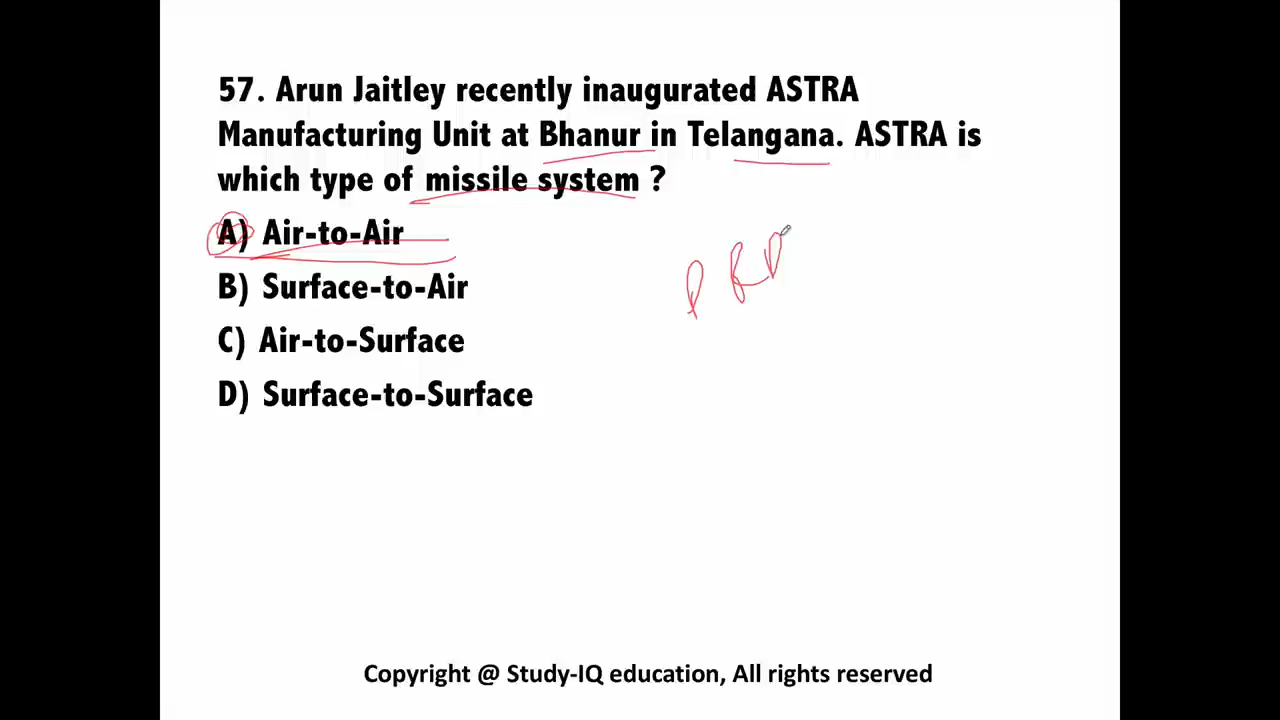 57. Arun Jaitley recently inaugurated ASTRA
Manufacturing Unit at Bhanur in Telangana. ASTRA is
which type of missile system ?
A) Air-to-Air
B) Surface-to-Air
C) Air-to-Surface
D) Surface-to-Surface
Copyright @ Study-IQ education, All rights reserved